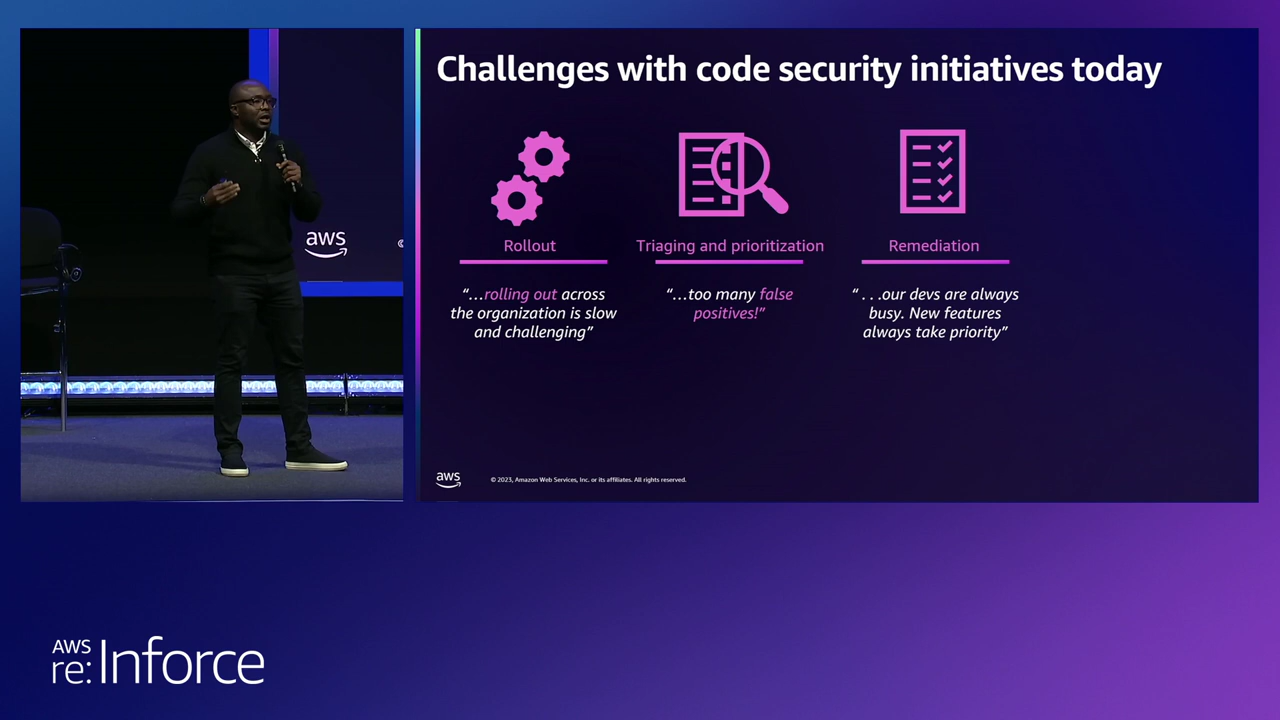 aws
Challenges with code security initiatives today
Rollout
“...rolling out across
the organization is slow
and challenging”
Triaging and prioritization
“...too many false
positives!”
Remediation
“ . . .our devs are always
busy. New features
always take priority”
aws
© 2023, Amazon Web Services, Inc. or its affiliates. All rights reserved.
AWS
re:Inforce